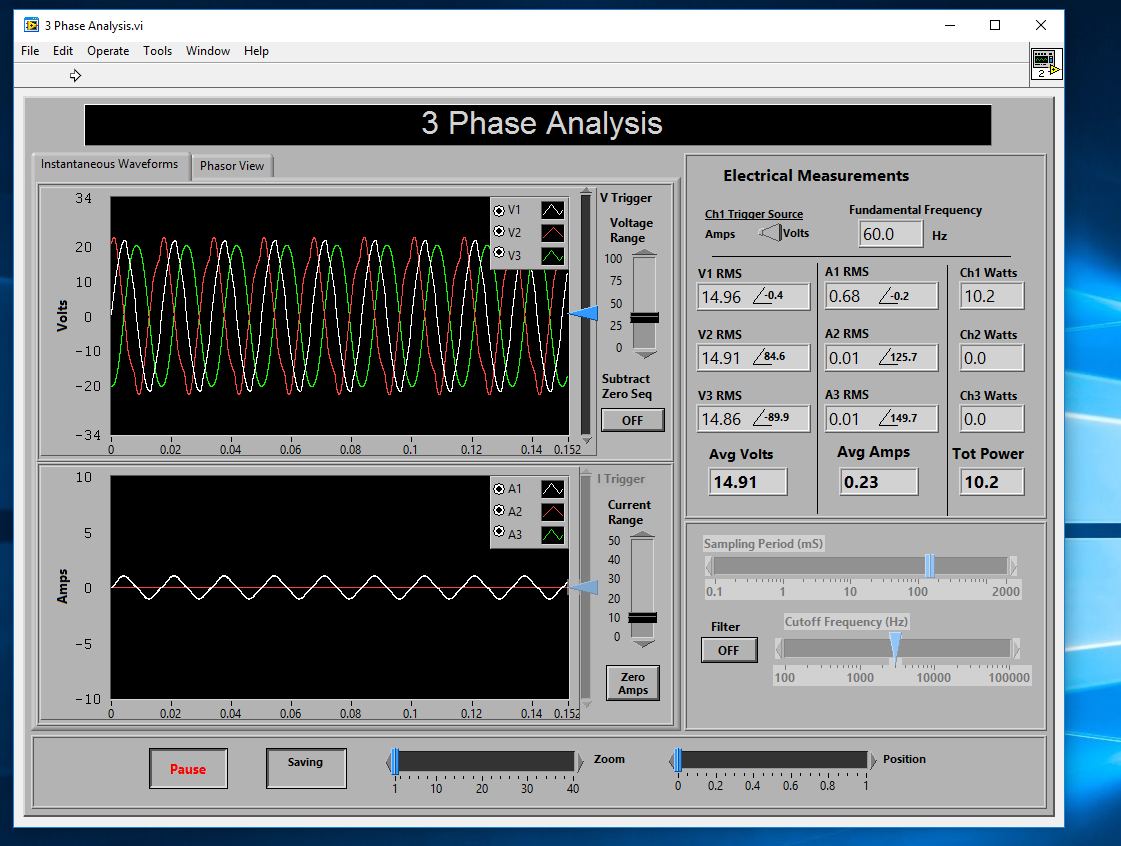 3 Phase Analysis.vi
File Edit Operate Tools Window Help
2
3 Phase Analysis
Instantaneous Waveforms
Phasor View
34
20
10
0
-10
-20
-34
Volts
0 0.02 0.04 0.06 0.08 0.1 0.12 0.14 0.152
V1
V2
V3
V Trigger
Voltage
Range
100
75
50
25
0
Subtract
Zero Seq
OFF
10
5
0
-5
-10
Amps
0 0.02 0.04 0.06 0.08 0.1 0.12 0.14 0.152
A1
A2
A3
I Trigger
Current
Range
50
40
30
20
10
0
Zero
Amps
Electrical Measurements
Ch1 Trigger Source
Amps Volts
Fundamental Frequency
60.0 Hz
V1 RMS A1 RMS Ch1 Watts
14.96 -0.4 0.68 -0.2 10.2
V2 RMS A2 RMS Ch2 Watts
14.91 84.6 0.01 125.7 0.0
V3 RMS A3 RMS Ch3 Watts
14.86 -89.9 0.01 149.7 0.0
Avg Volts Avg Amps Tot Power
14.91 0.23 10.2
Sampling Period (mS)
0.1 1 10 100 2000
Filter
OFF
Cutoff Frequency (Hz)
100 1000 10000 100000
Pause
Saving
Zoom
1 10 20 30 40
Position
0 0.2 0.4 0.6 0.8 1